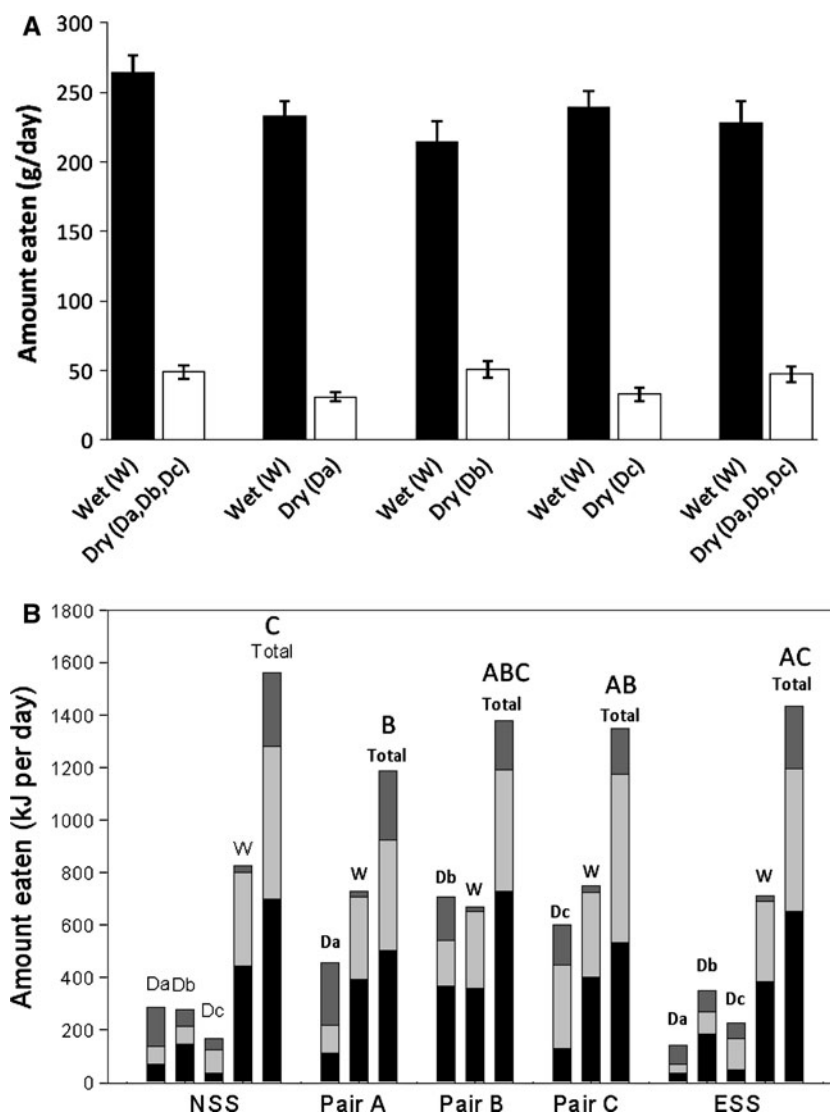 A
300
250
200
150
100
50
0
Amount eaten (g/day)
Wet (W)
Dry (Da,Db,Dc)
Wet (W)
Dry (Da)
Wet (W)
Dry (Db)
Wet (W)
Dry (Dc)
Wet (W)
Dry (Da,Db,Dc)
B
1800
1600
1400
1200
1000
800
600
400
200
0
Amount eaten (kJ per day)
Da
Db
Dc
W
C
Total
Da
W
B
Total
Db
W
ABC
Total
Dc
W
AB
Total
Da
Db
Dc
W
AC
Total
NSS
Pair A
Pair B
Pair C
ESS